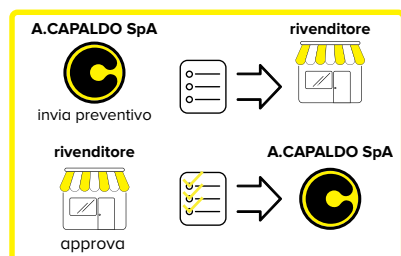 A.CAPALDO SpA
rivenditore
invia preventivo
rivenditore
A.CAPALDO SpA
approva